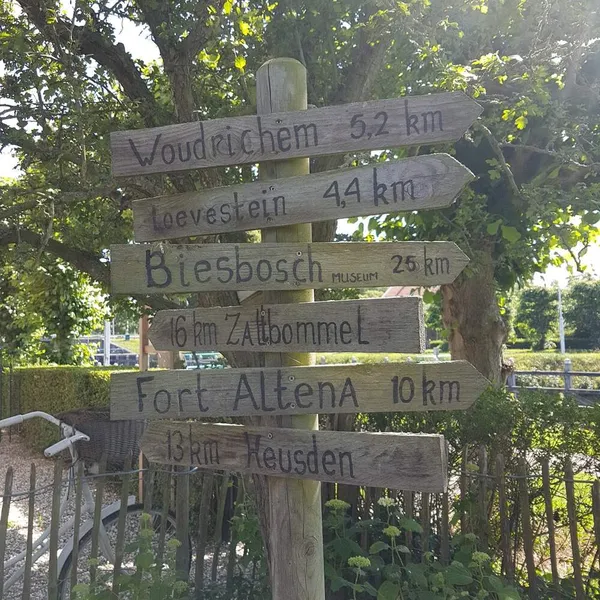 Woudrichem 5,2 km
Loevestein 4,4 km
Biesbosch MUSEUM 25 km
16 km Zaltbommel
Fort Altena 10 km
13 km Heusden